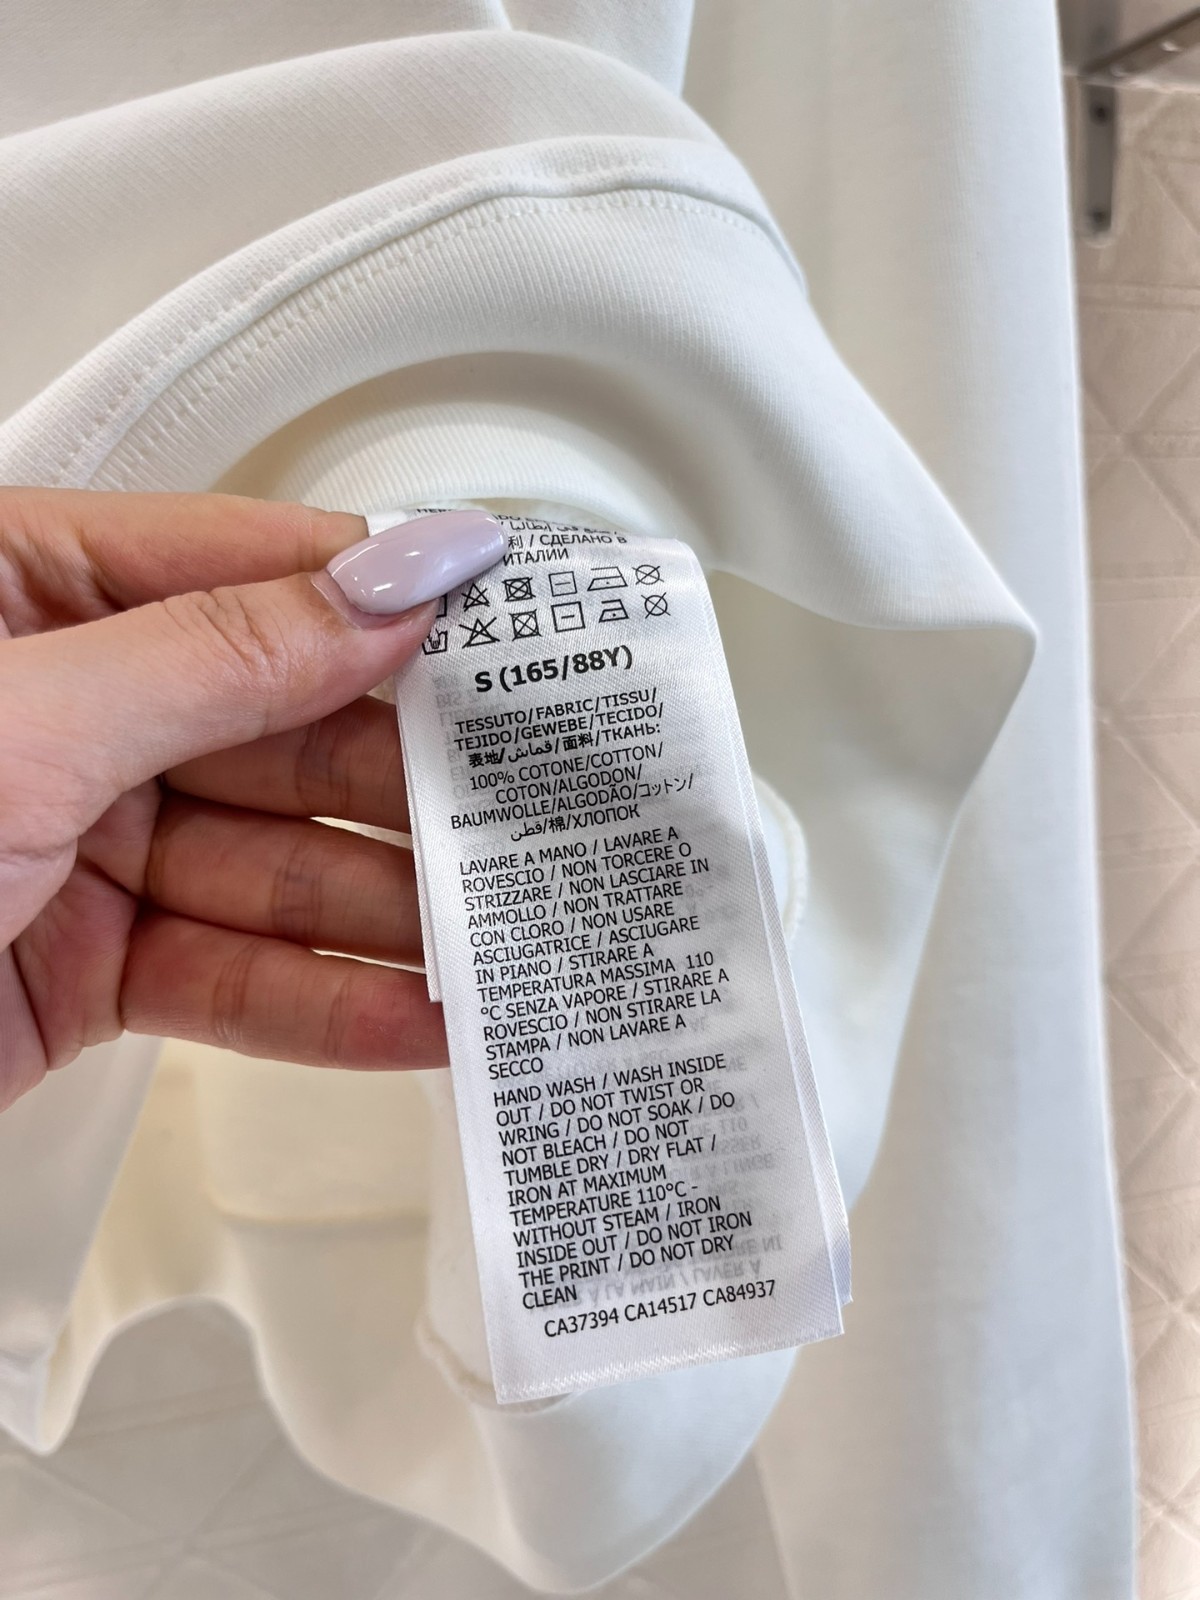 利 / СДЕЛАНО В
ИТАЛИИ
S (165/88Y)
TESSUTO/FABRIC/TISSU/
TEJIDO/GEWEBE/TECIDO/
表地/قماش/面料/ТКАНЬ:
100% COTONE/COTTON/
COTON/ALGODON/
BAUMWOLLE/ALGODÃO/コットン/
قطن/棉/ХЛОПОК
LAVARE A MANO / LAVARE A
ROVESCIO / NON TORCERE O
STRIZZARE / NON LASCIARE IN
AMMOLLO / NON TRATTARE
CON CLORO / NON USARE
ASCIUGATRICE / ASCIUGARE
IN PIANO / STIRARE A
TEMPERATURA MASSIMA 110
°C SENZA VAPORE / STIRARE A
ROVESCIO / NON STIRARE LA
STAMPA / NON LAVARE A
SECCO
HAND WASH / WASH INSIDE
OUT / DO NOT TWIST OR
WRING / DO NOT SOAK / DO
NOT BLEACH / DO NOT
TUMBLE DRY / DRY FLAT /
IRON AT MAXIMUM
TEMPERATURE 110°C -
WITHOUT STEAM / IRON
INSIDE OUT / DO NOT IRON
THE PRINT / DO NOT DRY
CLEAN
CA37394 CA14517 CA84937